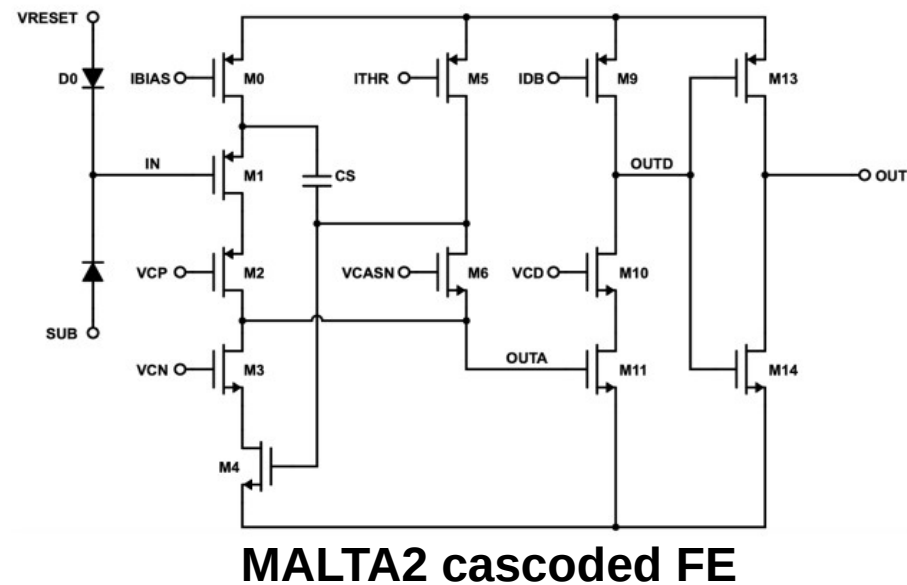 VRESET
D0
IBIAS
M0
ITHR
M5
IDB
M9
M13
IN
M1
CS
OUTD
OUT
VCP
M2
VCASN
M6
VCD
M10
SUB
VCN
M3
OUTA
M11
M14
M4
MALTA2 cascoded FE